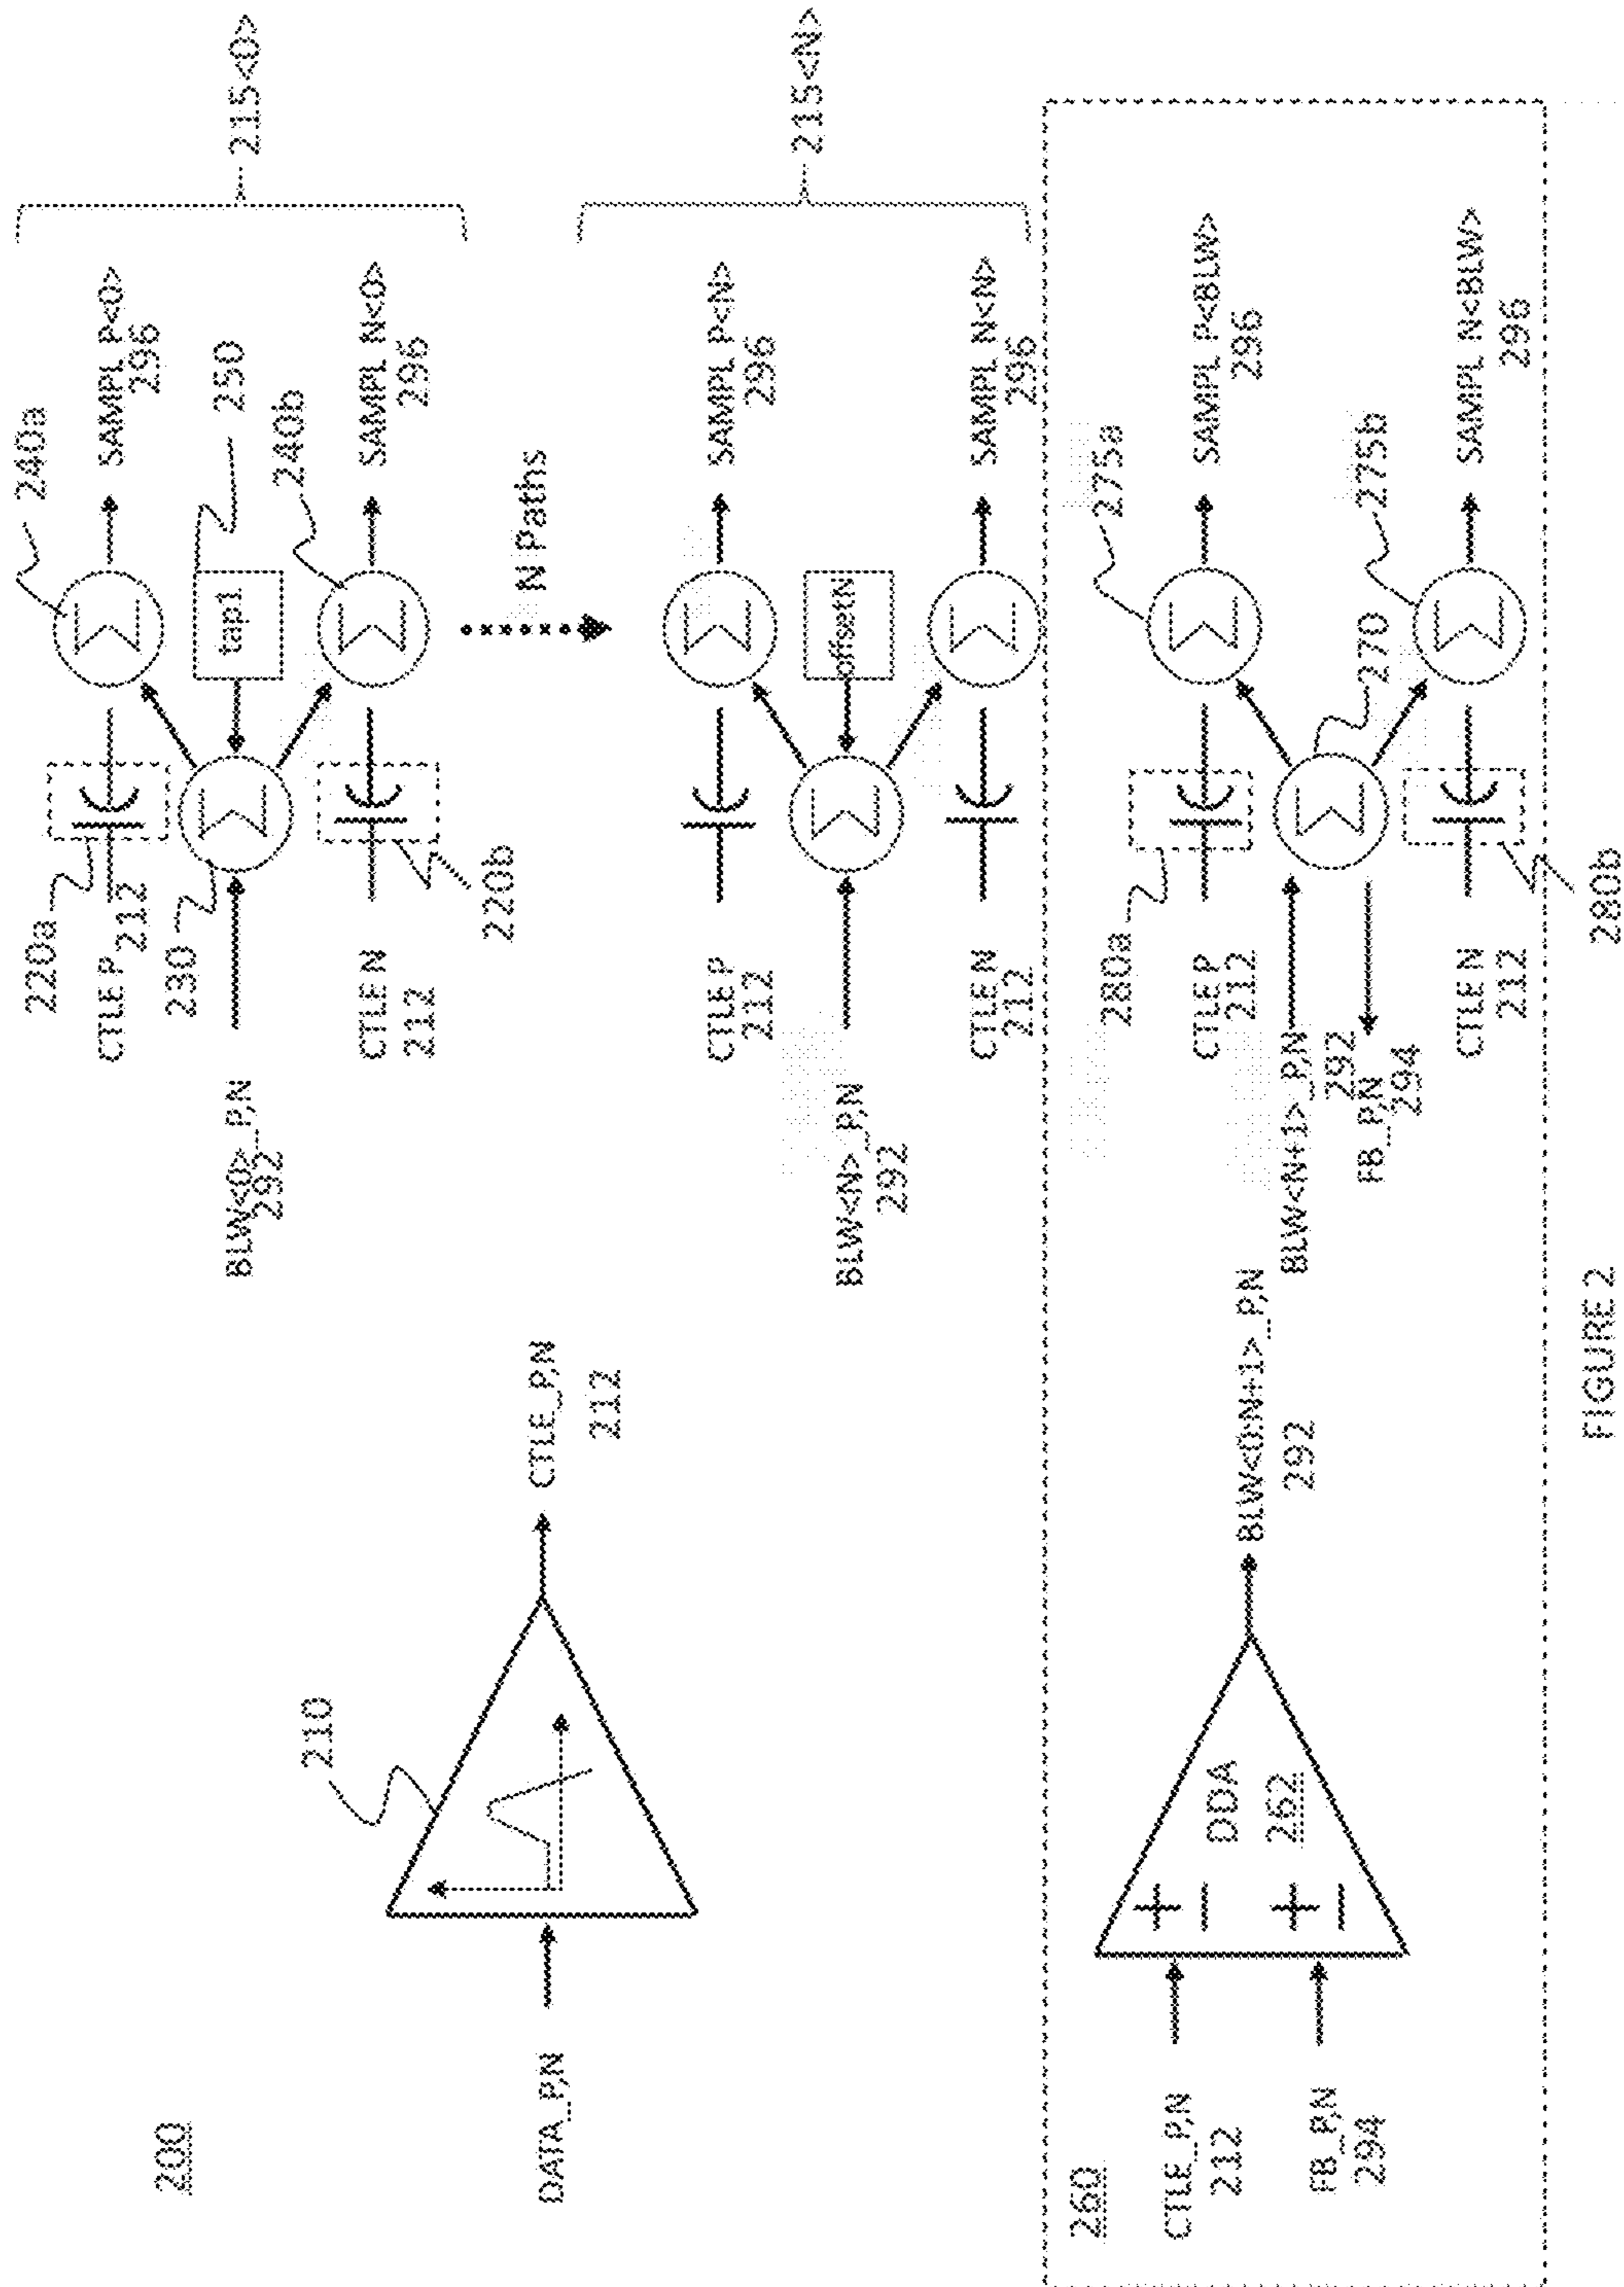 200
DATA_P,N
210
CTLE_P,N
212
220a
CTLE P
212
240a
SAMPL P<0>
296
BLW<0>_P,N
292
230
tap1
250
CTLE N
212
220b
240b
SAMPL N<0>
296
215<0>
N Paths
CTLE P
212
SAMPL P<N>
296
BLW<N>_P,N
292
offsetN
CTLE N
212
SAMPL N<N>
296
215<N>
260
CTLE_P,N
212
FB_P,N
294
DDA
262
BLW<0:N+1>_P,N
292
280a
CTLE P
212
275a
SAMPL P<BLW>
296
BLW<N+1>_P,N
292
FB_P,N
294
270
CTLE N
212
280b
275b
SAMPL N<BLW>
296
FIGURE 2